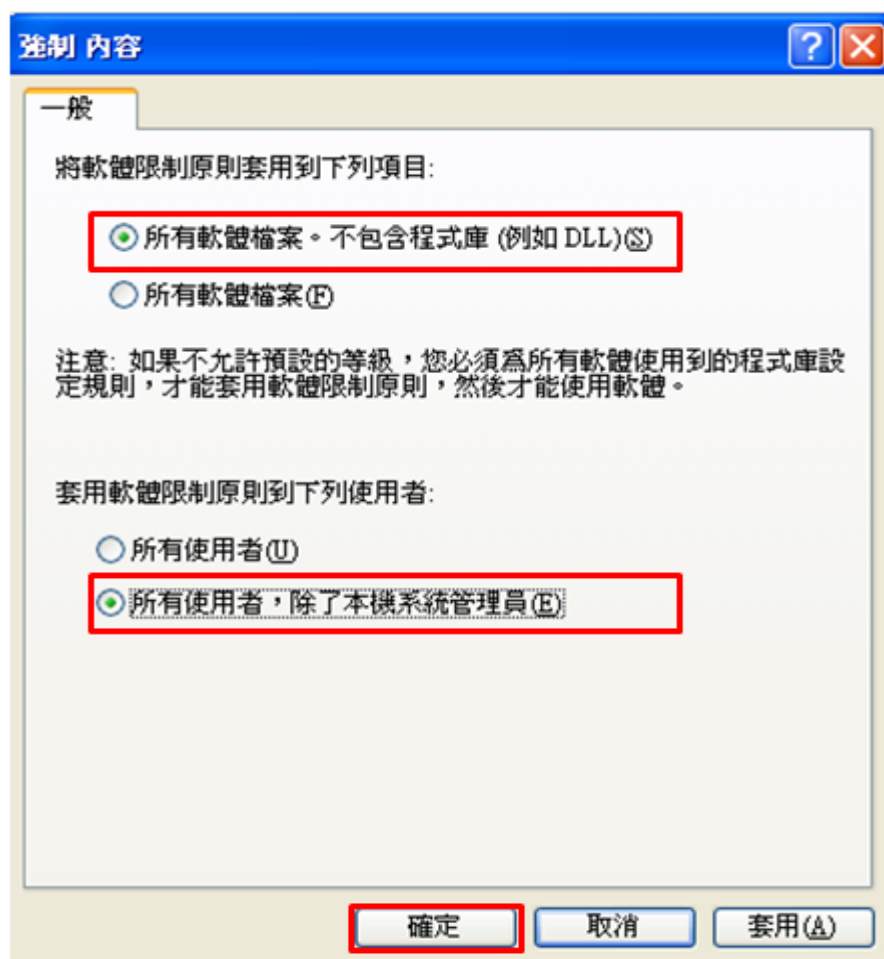 強制 內容
一般
將軟體限制原則套用到下列項目:
所有軟體檔案。不包含程式庫 (例如 DLL)(S)
所有軟體檔案(F)
注意: 如果不允許預設的等級，您必須爲所有軟體使用到的程式庫設
定規則，才能套用軟體限制原則，然後才能使用軟體。
套用軟體限制原則到下列使用者:
所有使用者(U)
所有使用者，除了本機系統管理員(E)
確定 取消 套用(A)